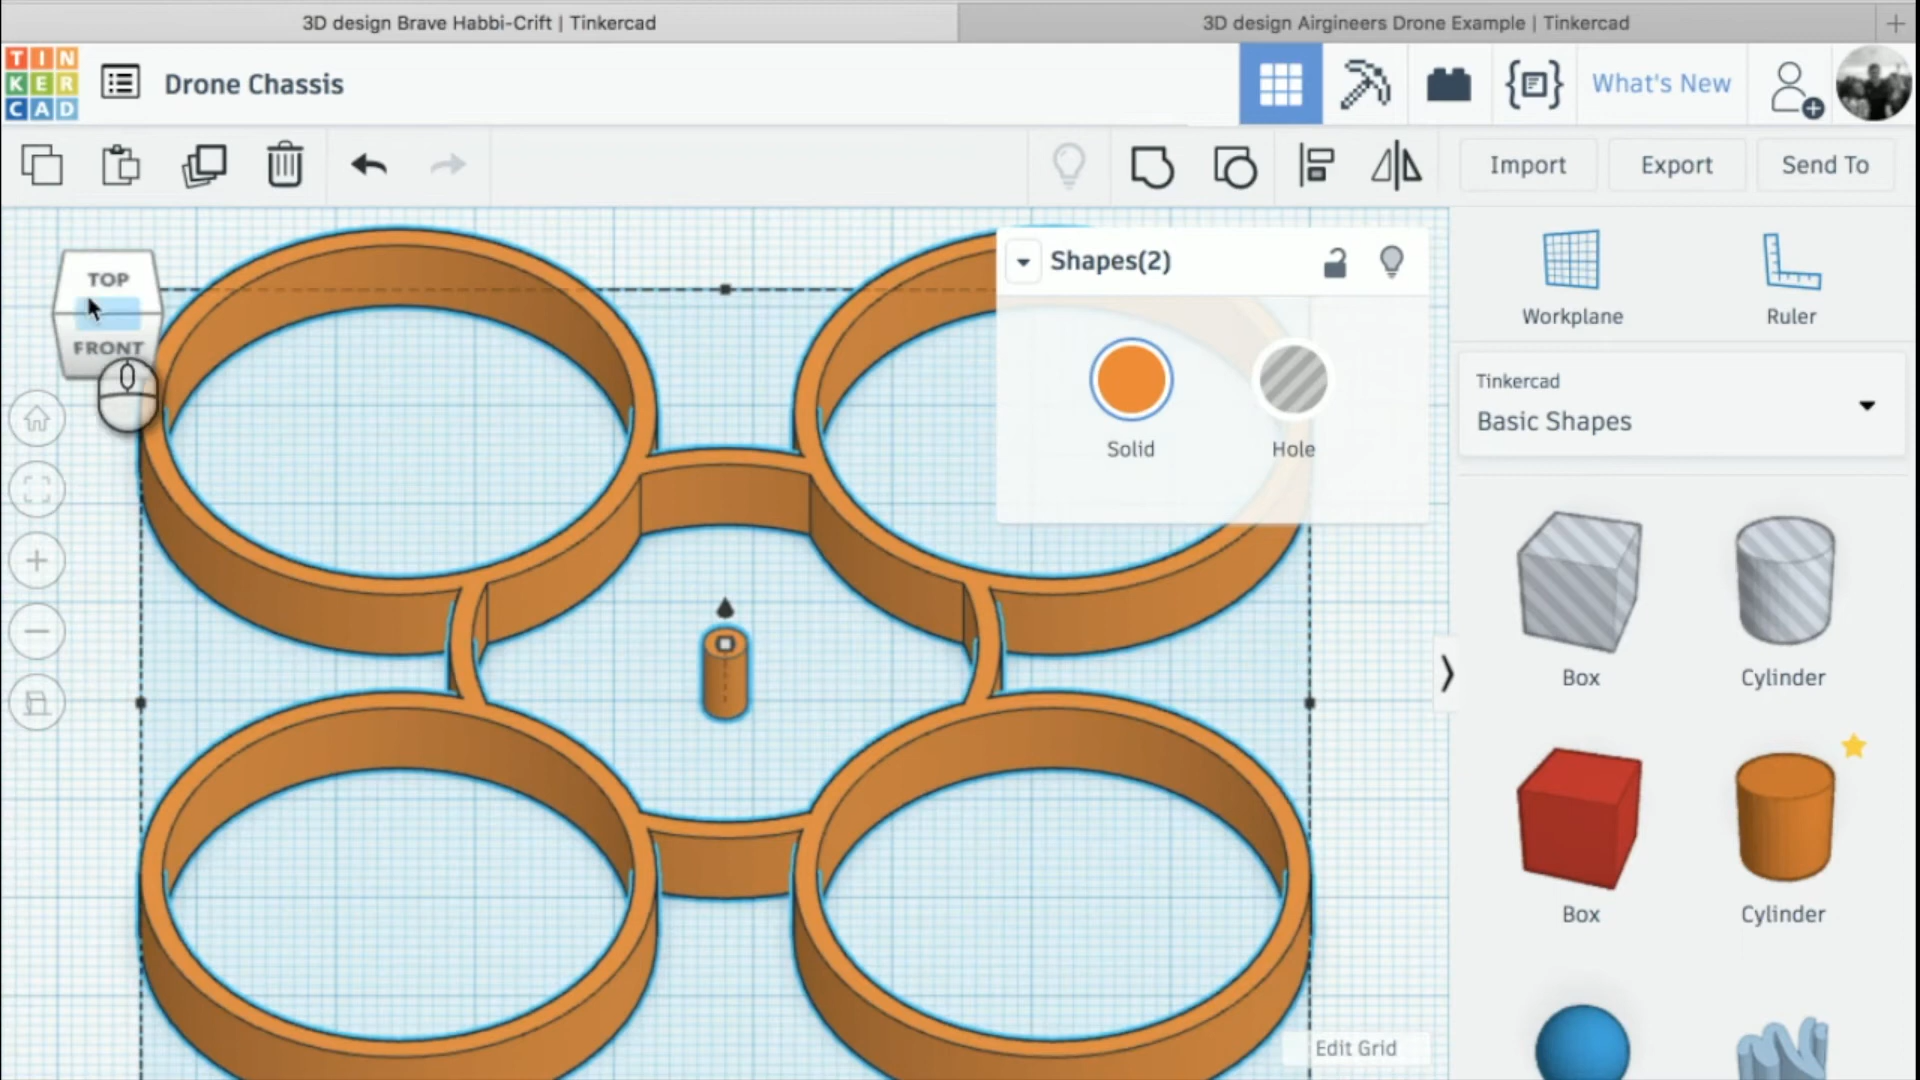 3D design Brave Habbi-Crift | Tinkercad
3D design Airgineers Drone Example | Tinkercad
TIN
KER
CAD
Drone Chassis
What's New
Import
Export
Send To
TOP
FRONT
Shapes(2)
Solid
Hole
Workplane
Ruler
Tinkercad
Basic Shapes
Box
Cylinder
Box
Cylinder
Edit Grid